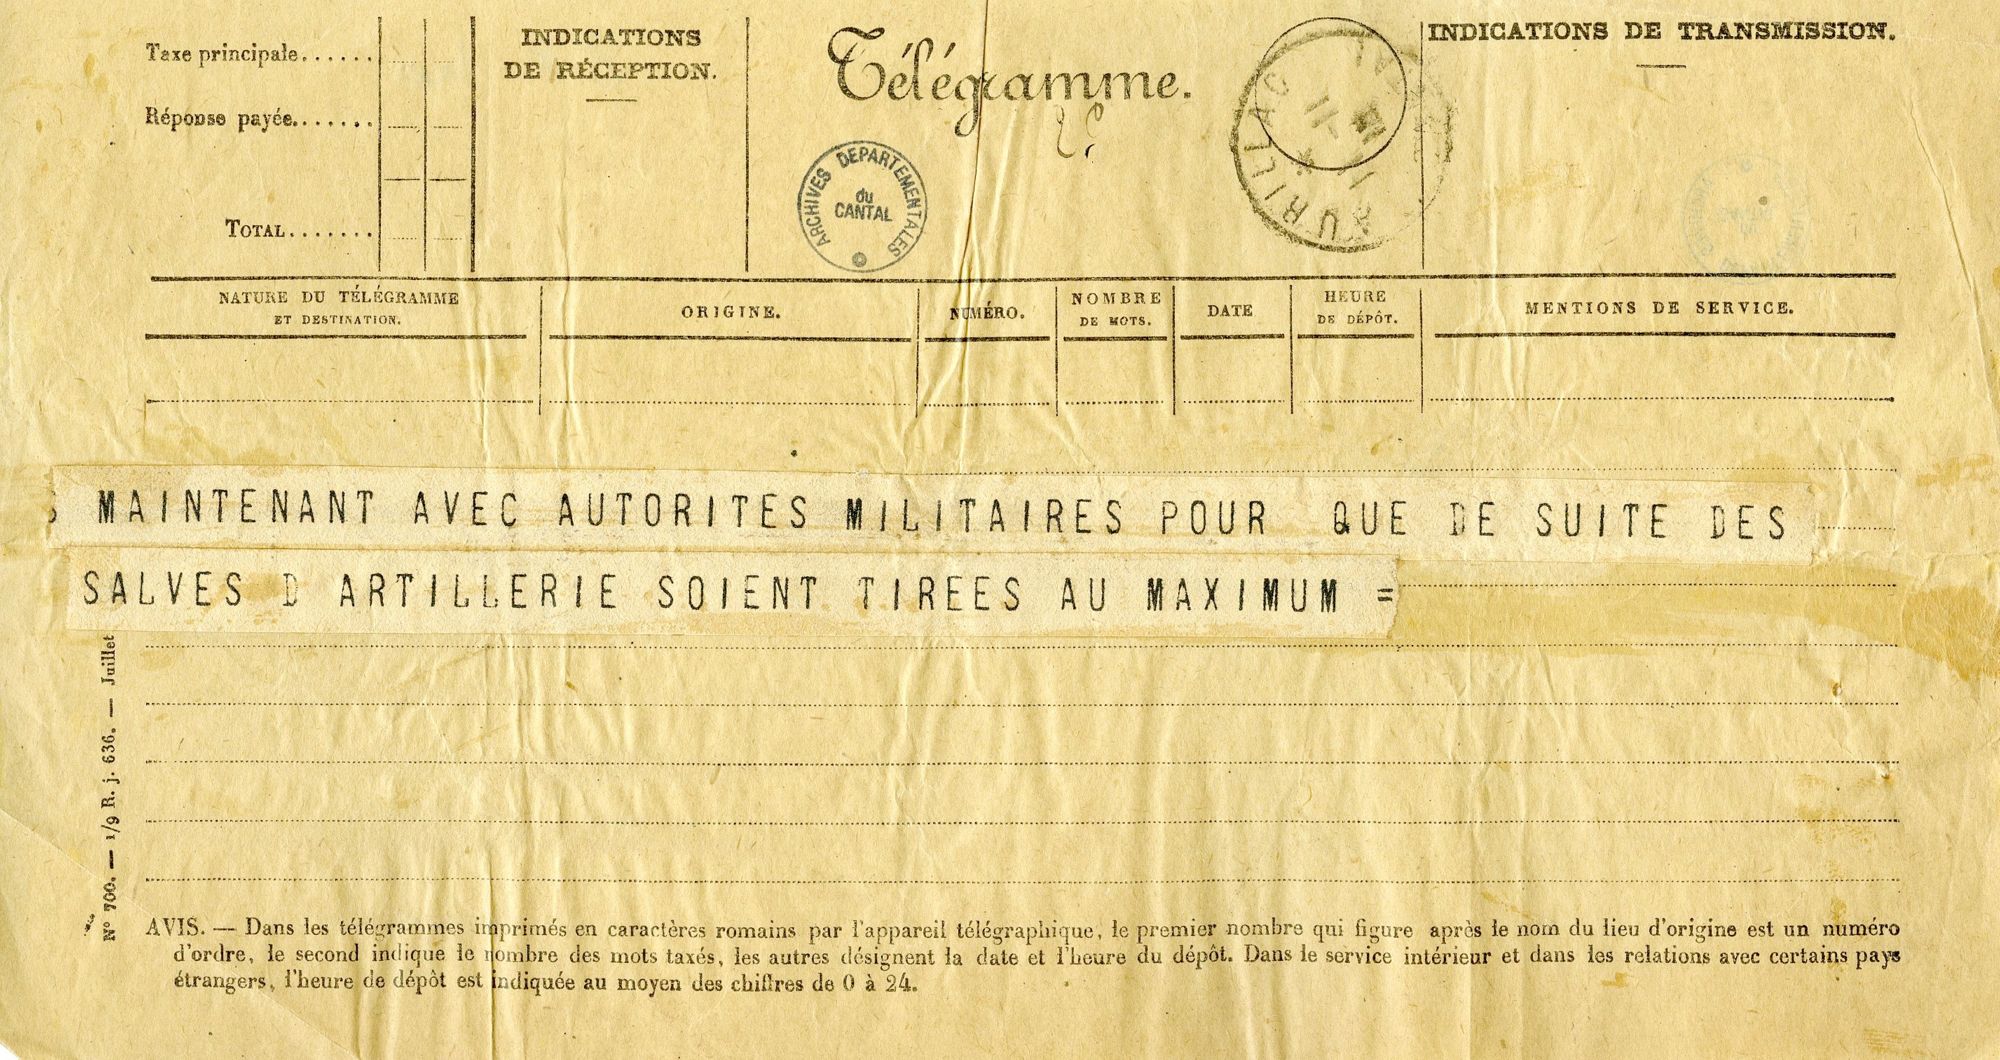 Taxe principale......
Réponse payée.......
TOTAL.......
INDICATIONS
DE RÉCEPTION.
Télégramme.
ARCHIVES DEPARTEMENTALES
du
CANTAL
AURILLAC
INDICATIONS DE TRANSMISSION.
NATURE DU TÉLÉGRAMME
ET DESTINATION.
ORIGINE.
NUMÉRO.
NOMBRE
DE MOTS.
DATE
HEURE
DE DÉPÔT.
MENTIONS DE SERVICE.
MAINTENANT AVEC AUTORITES MILITAIRES POUR QUE DE SUITE DES
SALVES D ARTILLERIE SOIENT TIREES AU MAXIMUM =
N° 700. — 1/9 R. j. 636. — Juillet
AVIS. — Dans les télégrammes imprimés en caractères romains par l'appareil télégraphique, le premier nombre qui figure après le nom du lieu d'origine est un numéro
d'ordre, le second indique le nombre des mots taxés, les autres désignent la date et l'heure du dépôt. Dans le service intérieur et dans les relations avec certains pays
étrangers, l'heure de dépôt est indiquée au moyen des chiffres de 0 à 24.